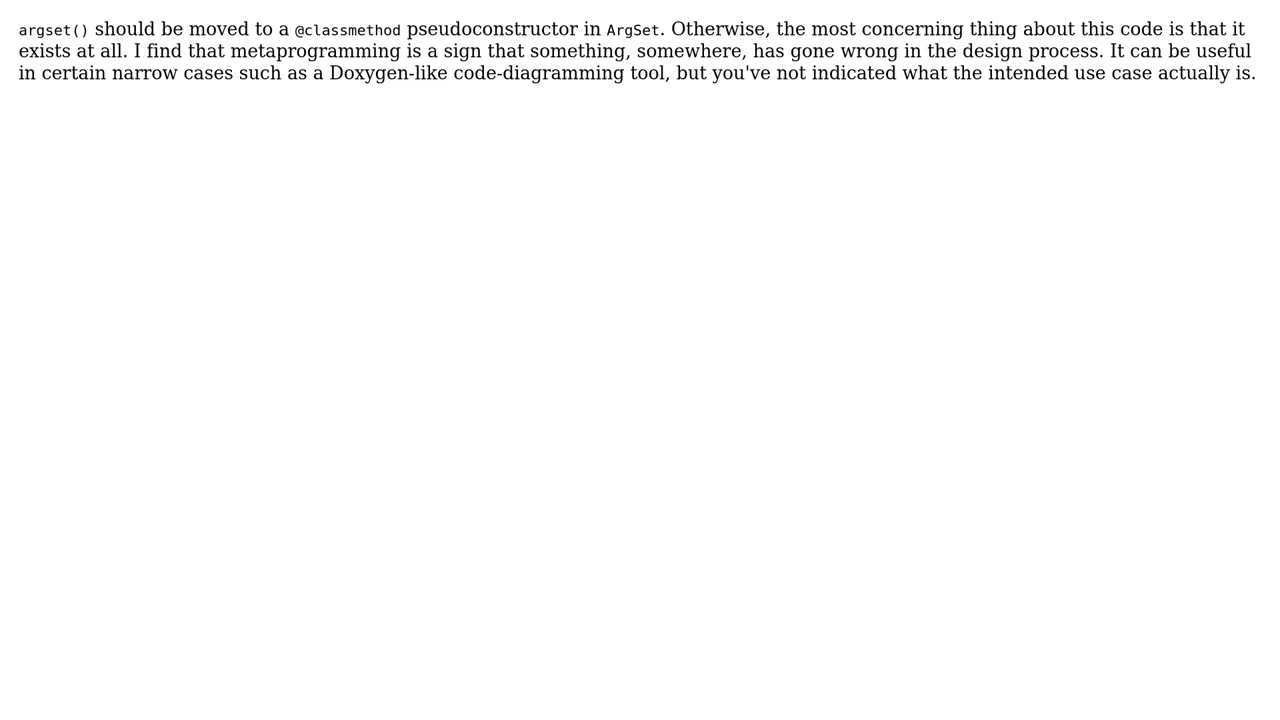 argset() should be moved to a @classmethod pseudoconstructor in ArgSet. Otherwise, the most concerning thing about this code is that it
exists at all. I find that metaprogramming is a sign that something, somewhere, has gone wrong in the design process. It can be useful
in certain narrow cases such as a Doxygen-like code-diagramming tool, but you've not indicated what the intended use case actually is.